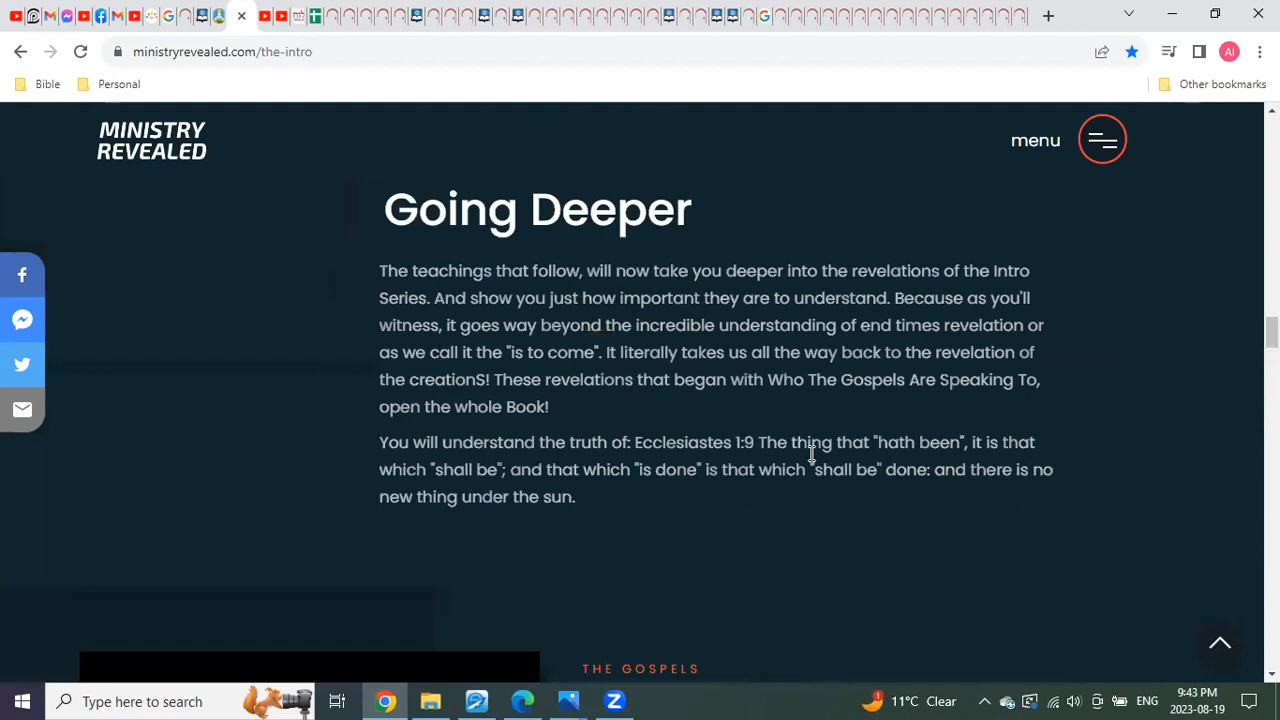 ministryrevealed.com/the-intro
AI
Bible
Personal
Other bookmarks
MINISTRY
REVEALED
menu
Going Deeper
The teachings that follow, will now take you deeper into the revelations of the Intro
Series. And show you just how important they are to understand. Because as you'll
witness, it goes way beyond the incredible understanding of end times revelation or
as we call it the "is to come". It literally takes us all the way back to the revelation of
the creationS! These revelations that began with Who The Gospels Are Speaking To,
open the whole Book!
You will understand the truth of: Ecclesiastes 1:9 The thing that "hath been", it is that
which "shall be"; and that which "is done" is that which "shall be" done: and there is no
new thing under the sun.
THE GOSPELS
Type here to search
1
11°C Clear
ENG
9:43 PM
2023-08-19